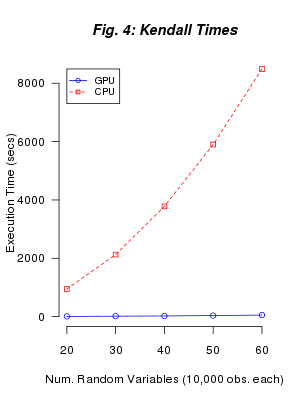 Fig. 4: Kendall Times
GPU
CPU
Execution Time (secs)
8000
6000
4000
2000
0
20 30 40 50 60
Num. Random Variables (10,000 obs. each)